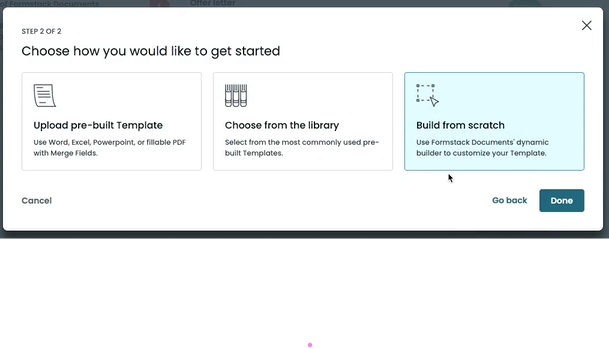 of Formstack Documents
Offer letter
STEP 2 OF 2
Choose how you would like to get started
Upload pre-built Template
Use Word, Excel, Powerpoint, or fillable PDF
with Merge Fields.
Choose from the library
Select from the most commonly used pre-
built Templates.
Build from scratch
Use Formstack Documents' dynamic
builder to customize your Template.
Cancel
Go back
Done